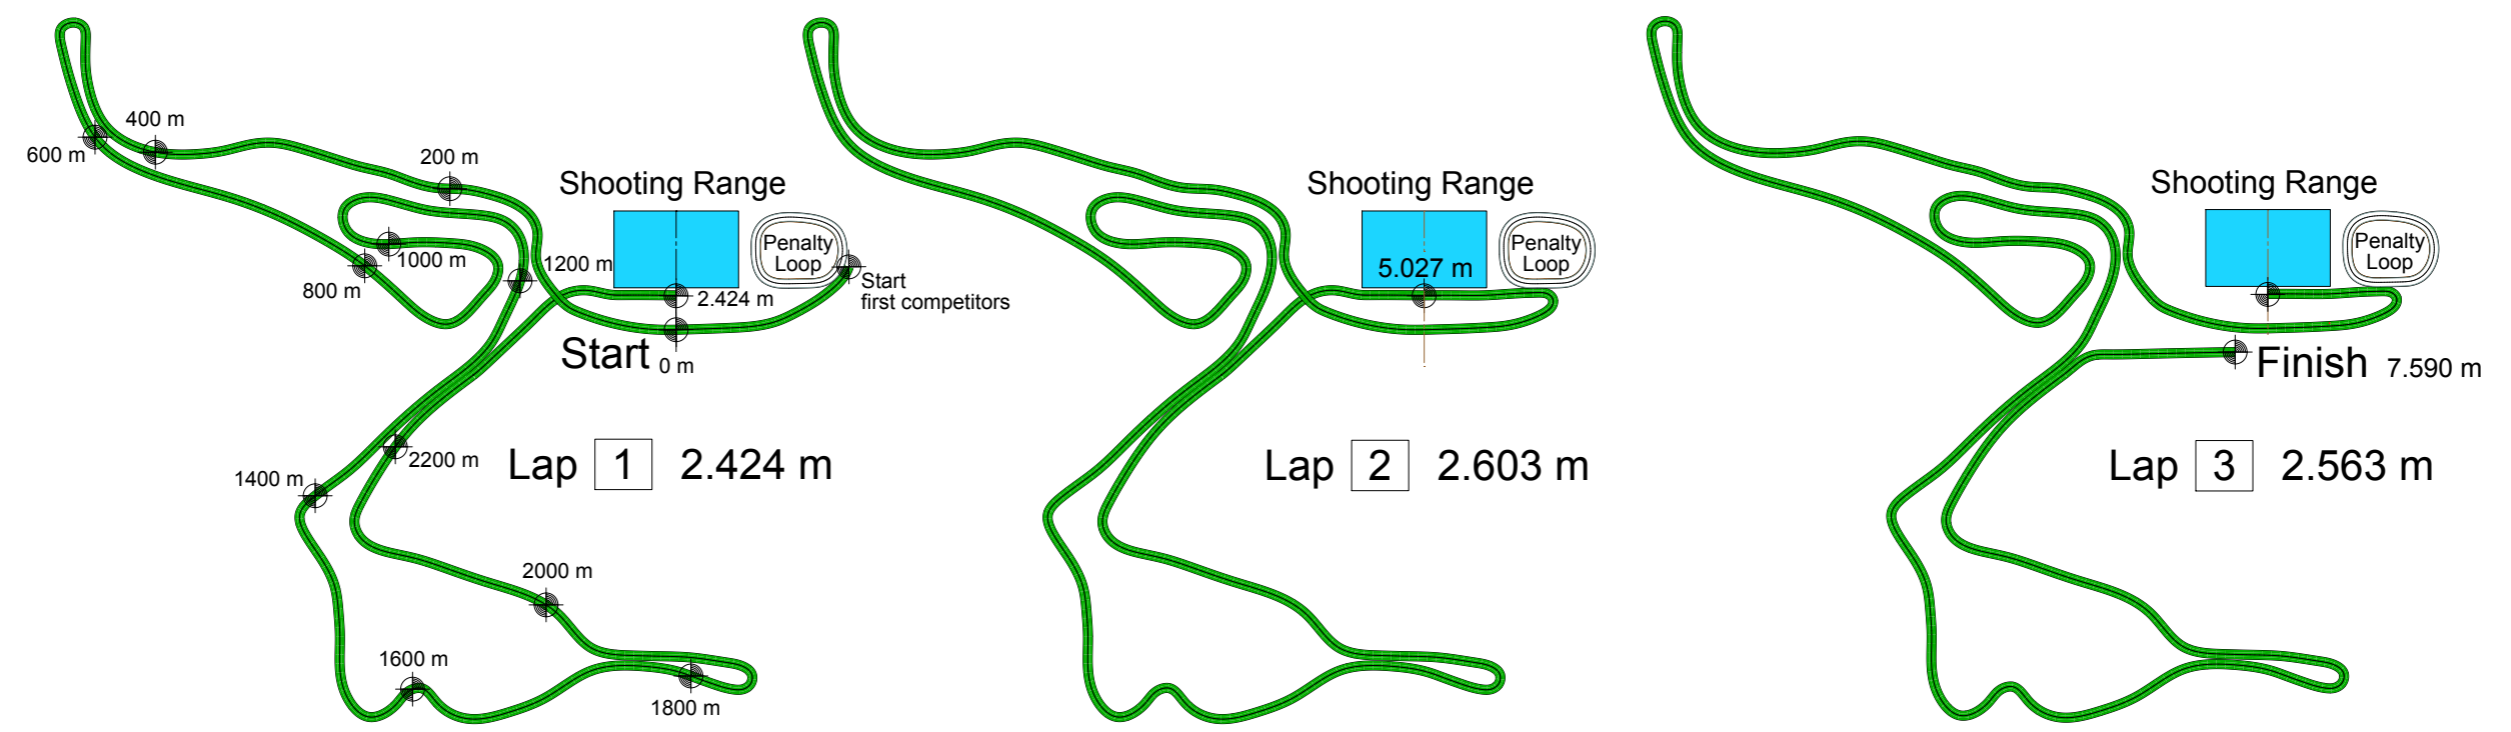 400 m
600 m
200 m
Shooting Range
Penalty
Loop
1000 m
800 m
1200 m
2.424 m
Start
first competitors
Start
0 m
Lap 1 2.424 m
1400 m
2200 m
2000 m
1600 m
1800 m
Shooting Range
Penalty
Loop
5.027 m
Lap 2 2.603 m
Shooting Range
Penalty
Loop
Finish 7.590 m
Lap 3 2.563 m